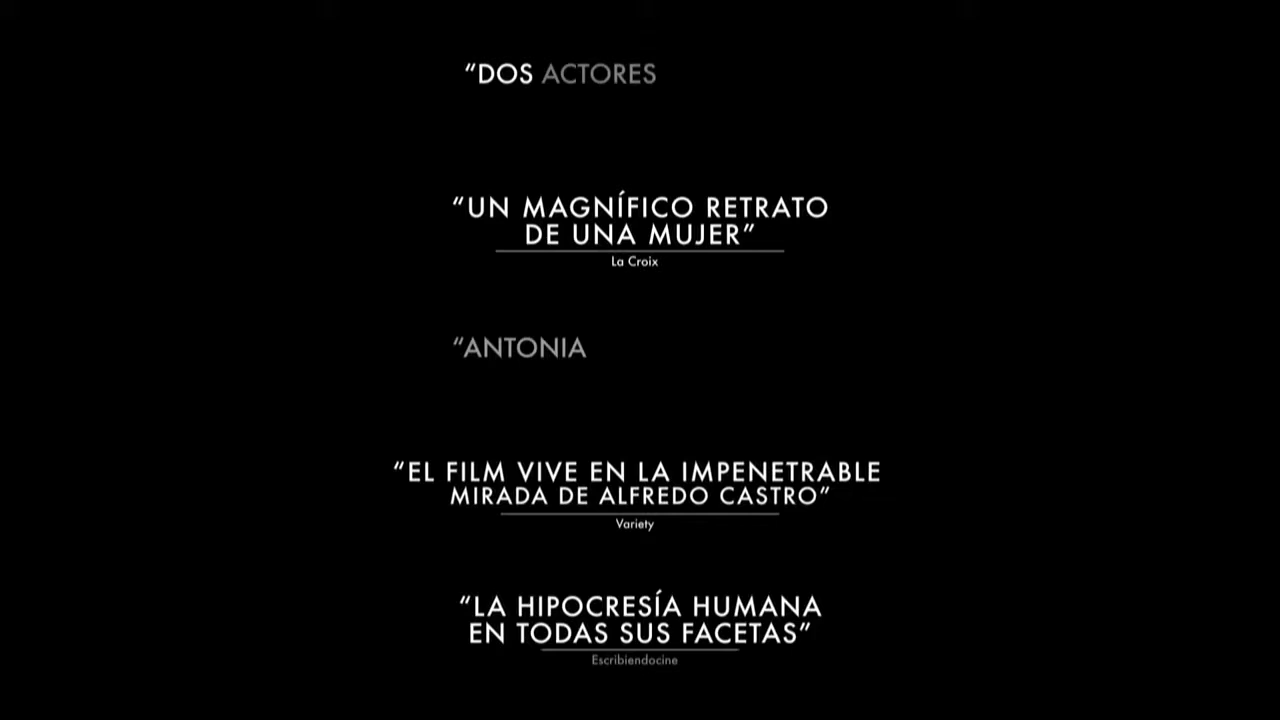 “DOS ACTORES
“UN MAGNÍFICO RETRATO
DE UNA MUJER”
La Croix
“ANTONIA
“EL FILM VIVE EN LA IMPENETRABLE
MIRADA DE ALFREDO CASTRO”
Variety
“LA HIPOCRESÍA HUMANA
EN TODAS SUS FACETAS”
Escribiendocine